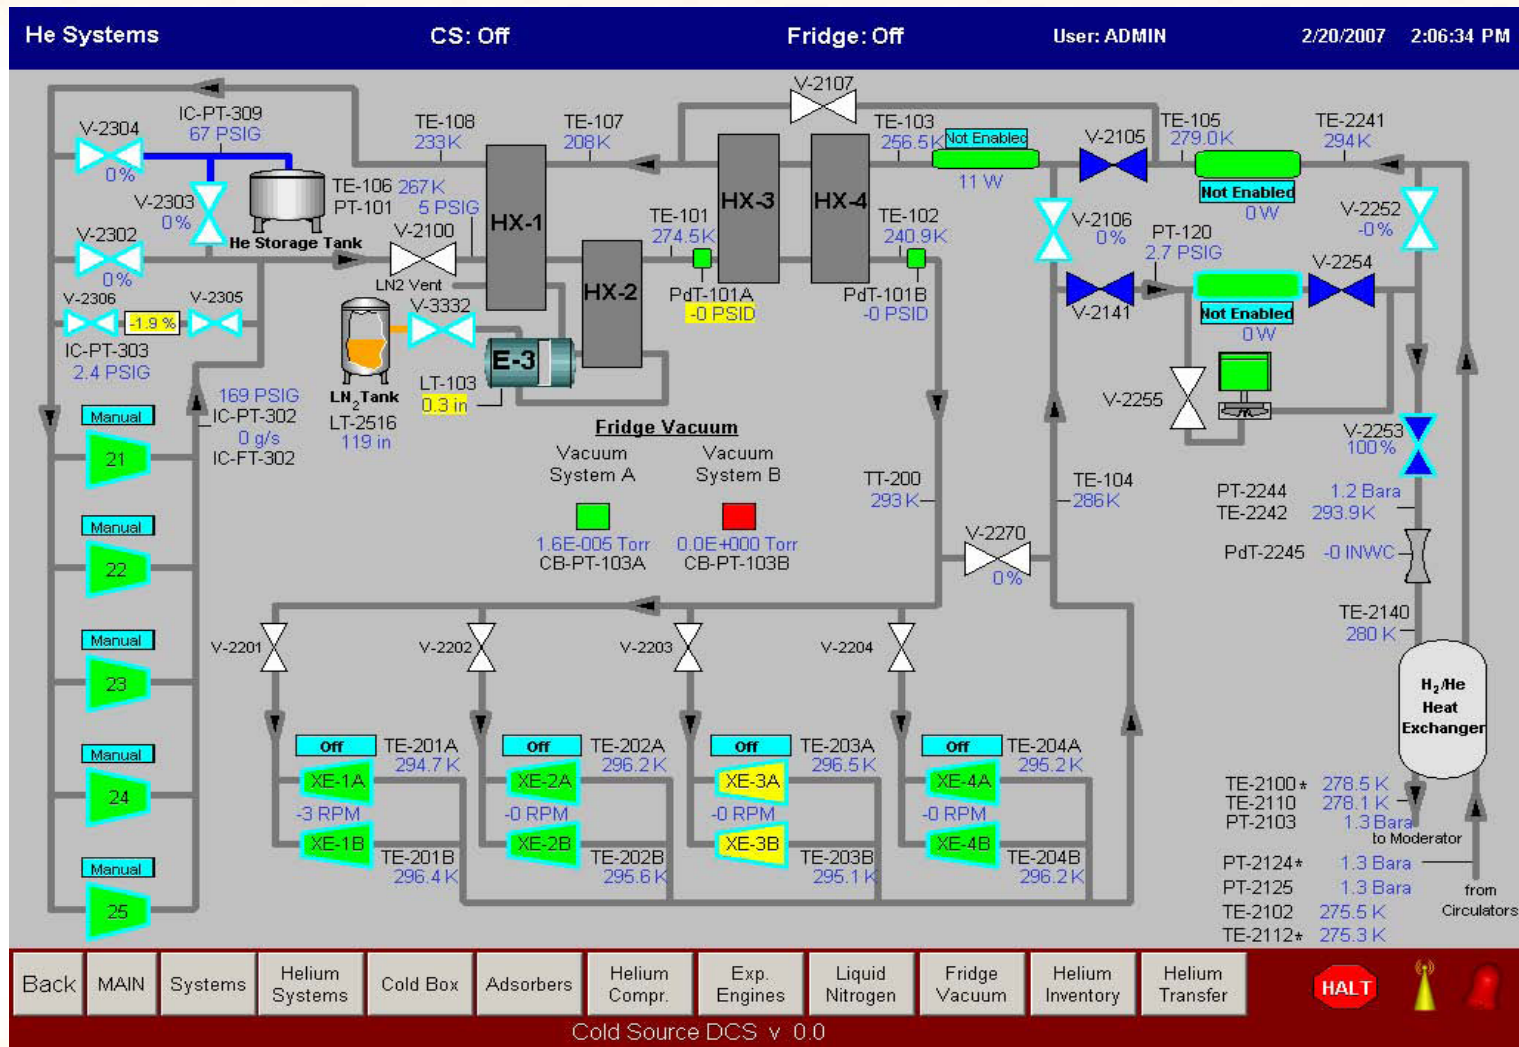 He Systems
CS: Off
Fridge: Off
User: ADMIN
2/20/2007
2:06:34 PM
V-2107
IC-PT-309
67 PSIG
V-2304
0%
TE-108
233K
TE-107
208K
TE-103
256.5K
Not Enabled
11 W
V-2105
TE-105
279.0K
TE-2241
294K
Not Enabled
0W
V-2303
0%
TE-106 267K
PT-101
5 PSIG
He Storage Tank
V-2100
HX-1
TE-101
274.5K
HX-3
HX-4
TE-102
240.9K
V-2106
0%
PT-120
2.7 PSIG
V-2252
-0%
V-2302
0%
LN2 Vent
HX-2
PdT-101A
-0 PSID
PdT-101B
-0 PSID
V-2141
Not Enabled
0W
V-2254
V-2306
-1.9 %
V-2305
V-3332
E-3
IC-PT-303
2.4 PSIG
LN2Tank
LT-2516
119 in
LT-103
0.3 in
169 PSIG
IC-PT-302
0 g/s
IC-FT-302
V-2255
V-2253
100%
Manual
21
Manual
22
Manual
23
Manual
24
Manual
25
Fridge Vacuum
Vacuum
System A
Vacuum
System B
1.6E-005 Torr
CB-PT-103A
0.0E+000 Torr
CB-PT-103B
TT-200
293K
TE-104
286K
PT-2244 1.2 Bara
TE-2242 293.9K
PdT-2245 -0 INWC
V-2270
0%
TE-2140
280 K
V-2201
V-2202
V-2203
V-2204
H2/He
Heat
Exchanger
Off
TE-201A
294.7K
XE-1A
-3 RPM
XE-1B
TE-201B
296.4K
Off
TE-202A
296.2K
XE-2A
-0 RPM
XE-2B
TE-202B
295.6K
Off
TE-203A
296.5K
XE-3A
-0 RPM
XE-3B
TE-203B
295.1K
Off
TE-204A
295.2K
XE-4A
-0 RPM
XE-4B
TE-204B
296.2K
TE-2100* 278.5K
TE-2110 278.1K
PT-2103 1.3 Bara
to Moderator
PT-2124* 1.3 Bara
PT-2125 1.3 Bara
TE-2102 275.5K
TE-2112* 275.3K
from
Circulators
Back
MAIN
Systems
Helium
Systems
Cold Box
Adsorbers
Helium
Compr.
Exp.
Engines
Liquid
Nitrogen
Fridge
Vacuum
Helium
Inventory
Helium
Transfer
HALT
Cold Source DCS v 0.0